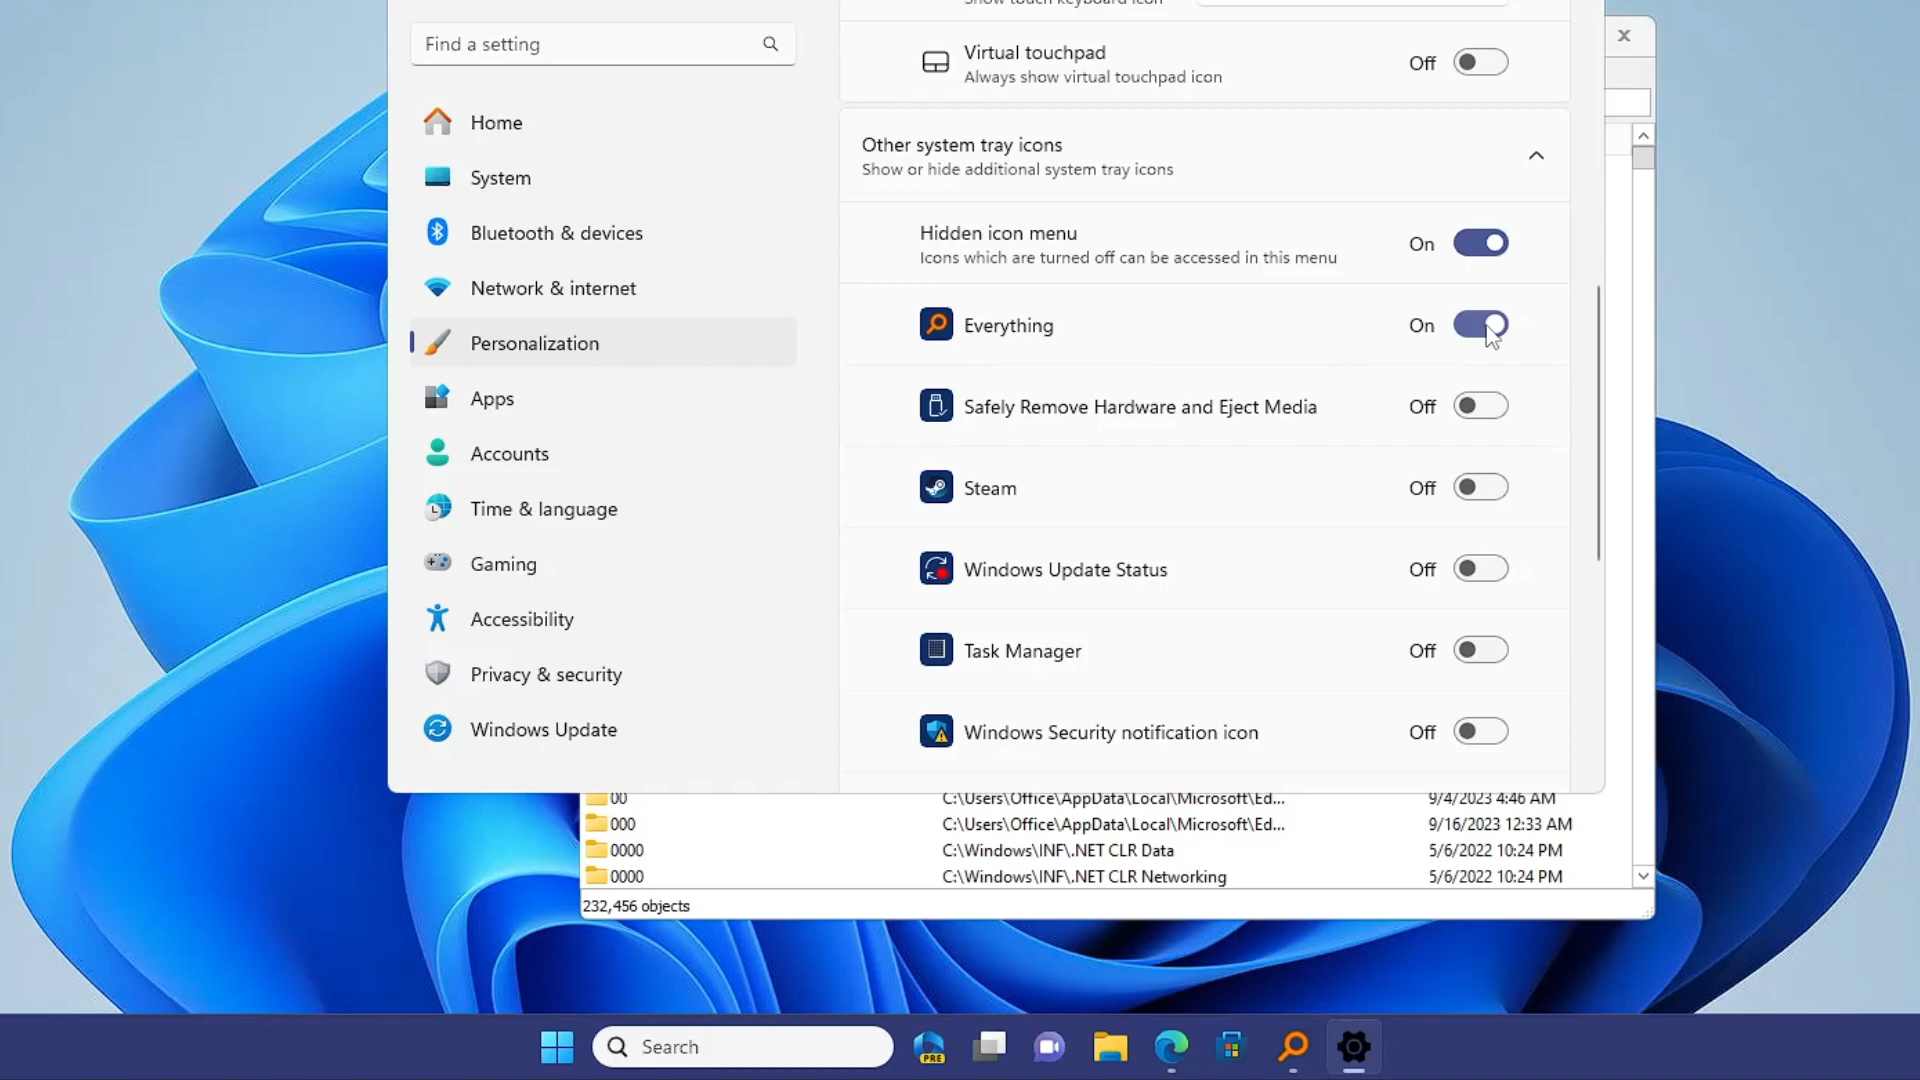 Find a setting
Home
System
Bluetooth & devices
Network & internet
Personalization
Apps
Accounts
Time & language
Gaming
Accessibility
Privacy & security
Windows Update
Show touch keyboard icon
Virtual touchpad
Always show virtual touchpad icon
Off
Other system tray icons
Show or hide additional system tray icons
Hidden icon menu
Icons which are turned off can be accessed in this menu
On
Everything On
Safely Remove Hardware and Eject Media Off
Steam Off
Windows Update Status Off
Task Manager Off
Windows Security notification icon Off
00 C:\Users\Office\AppData\Local\Microsoft\Ed... 9/4/2023 4:46 AM
000 C:\Users\Office\AppData\Local\Microsoft\Ed... 9/16/2023 12:33 AM
0000 C:\Windows\INF\.NET CLR Data 5/6/2022 10:24 PM
0000 C:\Windows\INF\.NET CLR Networking 5/6/2022 10:24 PM
232,456 objects
Search
PRE